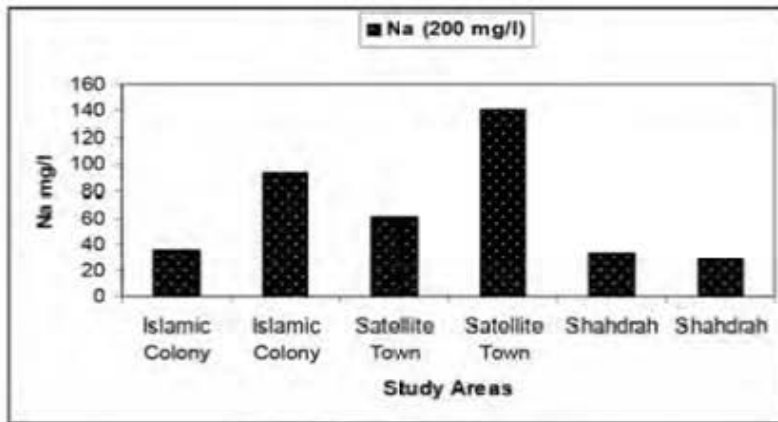 Na (200 mg/l)
160
140
120
100
80
60
40
20
0
Na mg/l
Islamic Colony
Islamic Colony
Satellite Town
Satellite Town
Shahdrah
Shahdrah
Study Areas